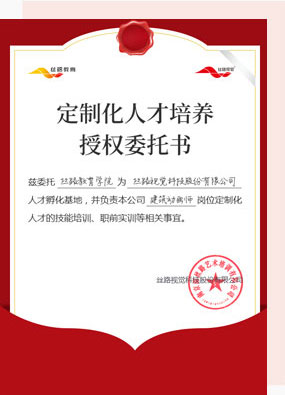 丝路教育 丝路视觉
定制化人才培养
授权委托书
兹委托 丝路教育学院 为 丝路视觉科技股份有限公司
人才孵化基地，并负责本公司 建筑动画师 岗位定制化
人才的技能培训、职前实训等相关事宜。
丝路视觉科技股份有限公司